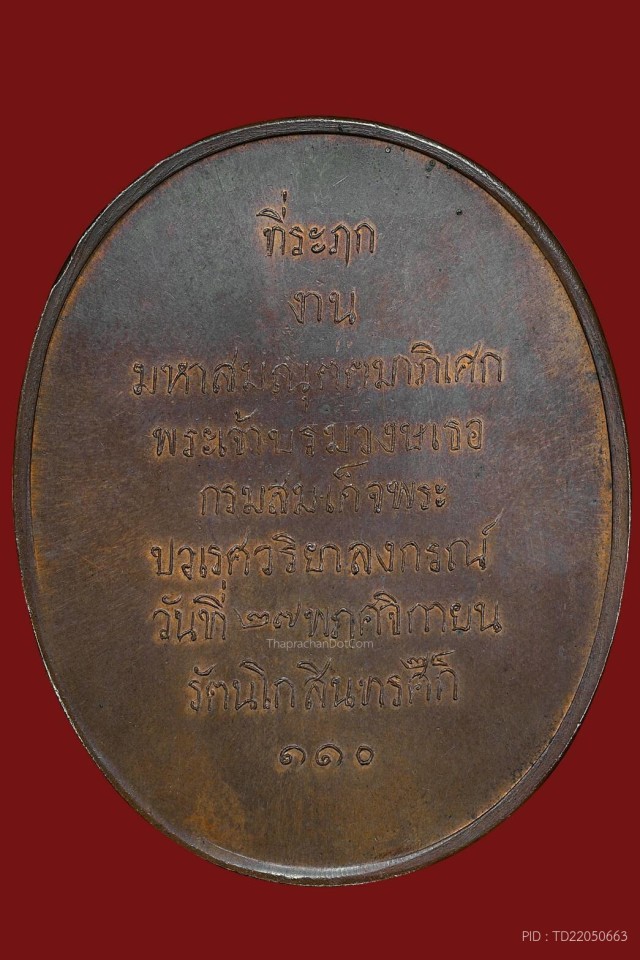 ที่ระฦก
งาน
มหาสมณุตตมาภิเศก
พระเจ้าบรมวงษเธอ
กรมสมเด็จพระ
ปวเรศวริยาลงกรณ์
วันที่ ๒๗ พฤศจิกายน
รัตนโกสินทรศ๊ก
๑๑๐
ThaprachanDotCom
PID : TD22050663